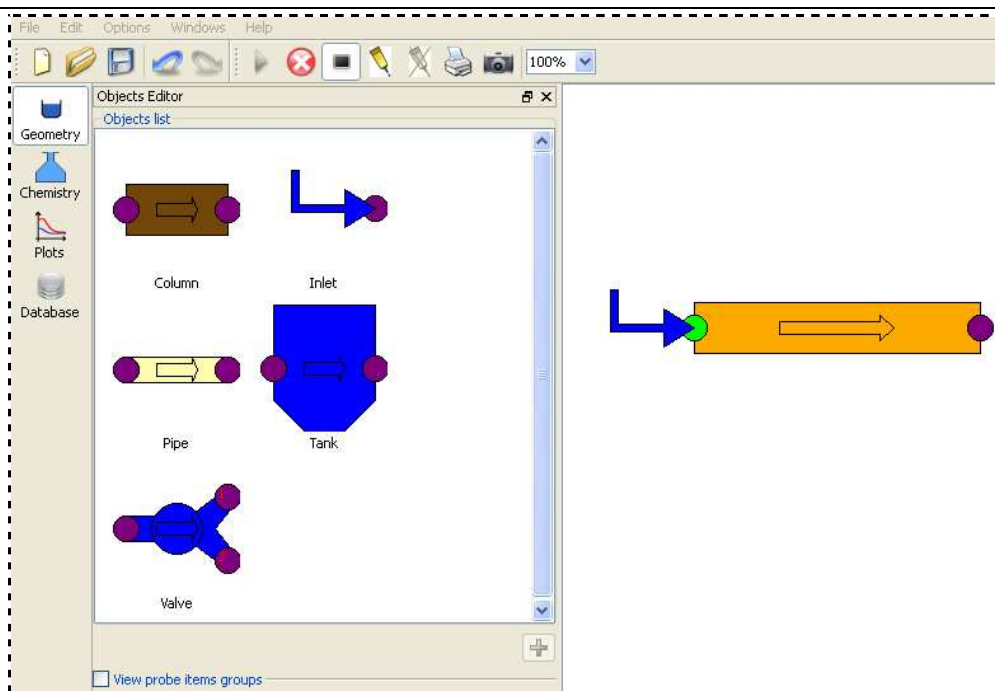 File Edit Options Windows Help
100%
Objects Editor
Objects list
Geometry
Chemistry
Plots
Database
Column Inlet
Pipe Tank
Valve
View probe items groups